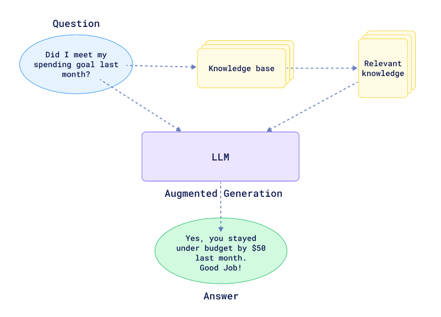 Question
Did I meet my
spending goal last
month?
Knowledge base
Relevant
knowledge
LLM
Augmented Generation
Yes, you stayed
under budget by $50
last month.
Good Job!
Answer